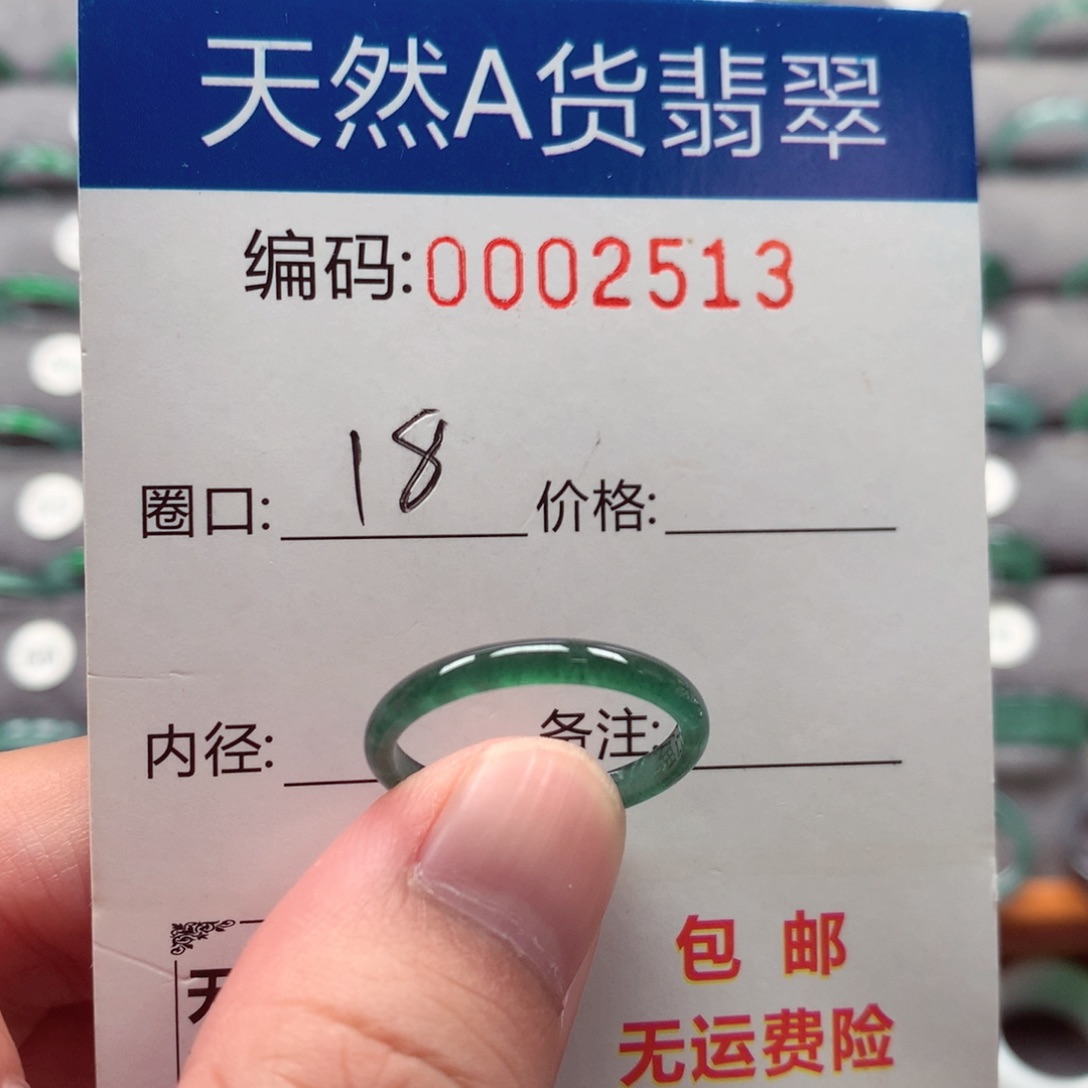 天然A货翡翠
编码:0002513
圈口: 18 价格:
内径: 备注:
包 邮
无运费险